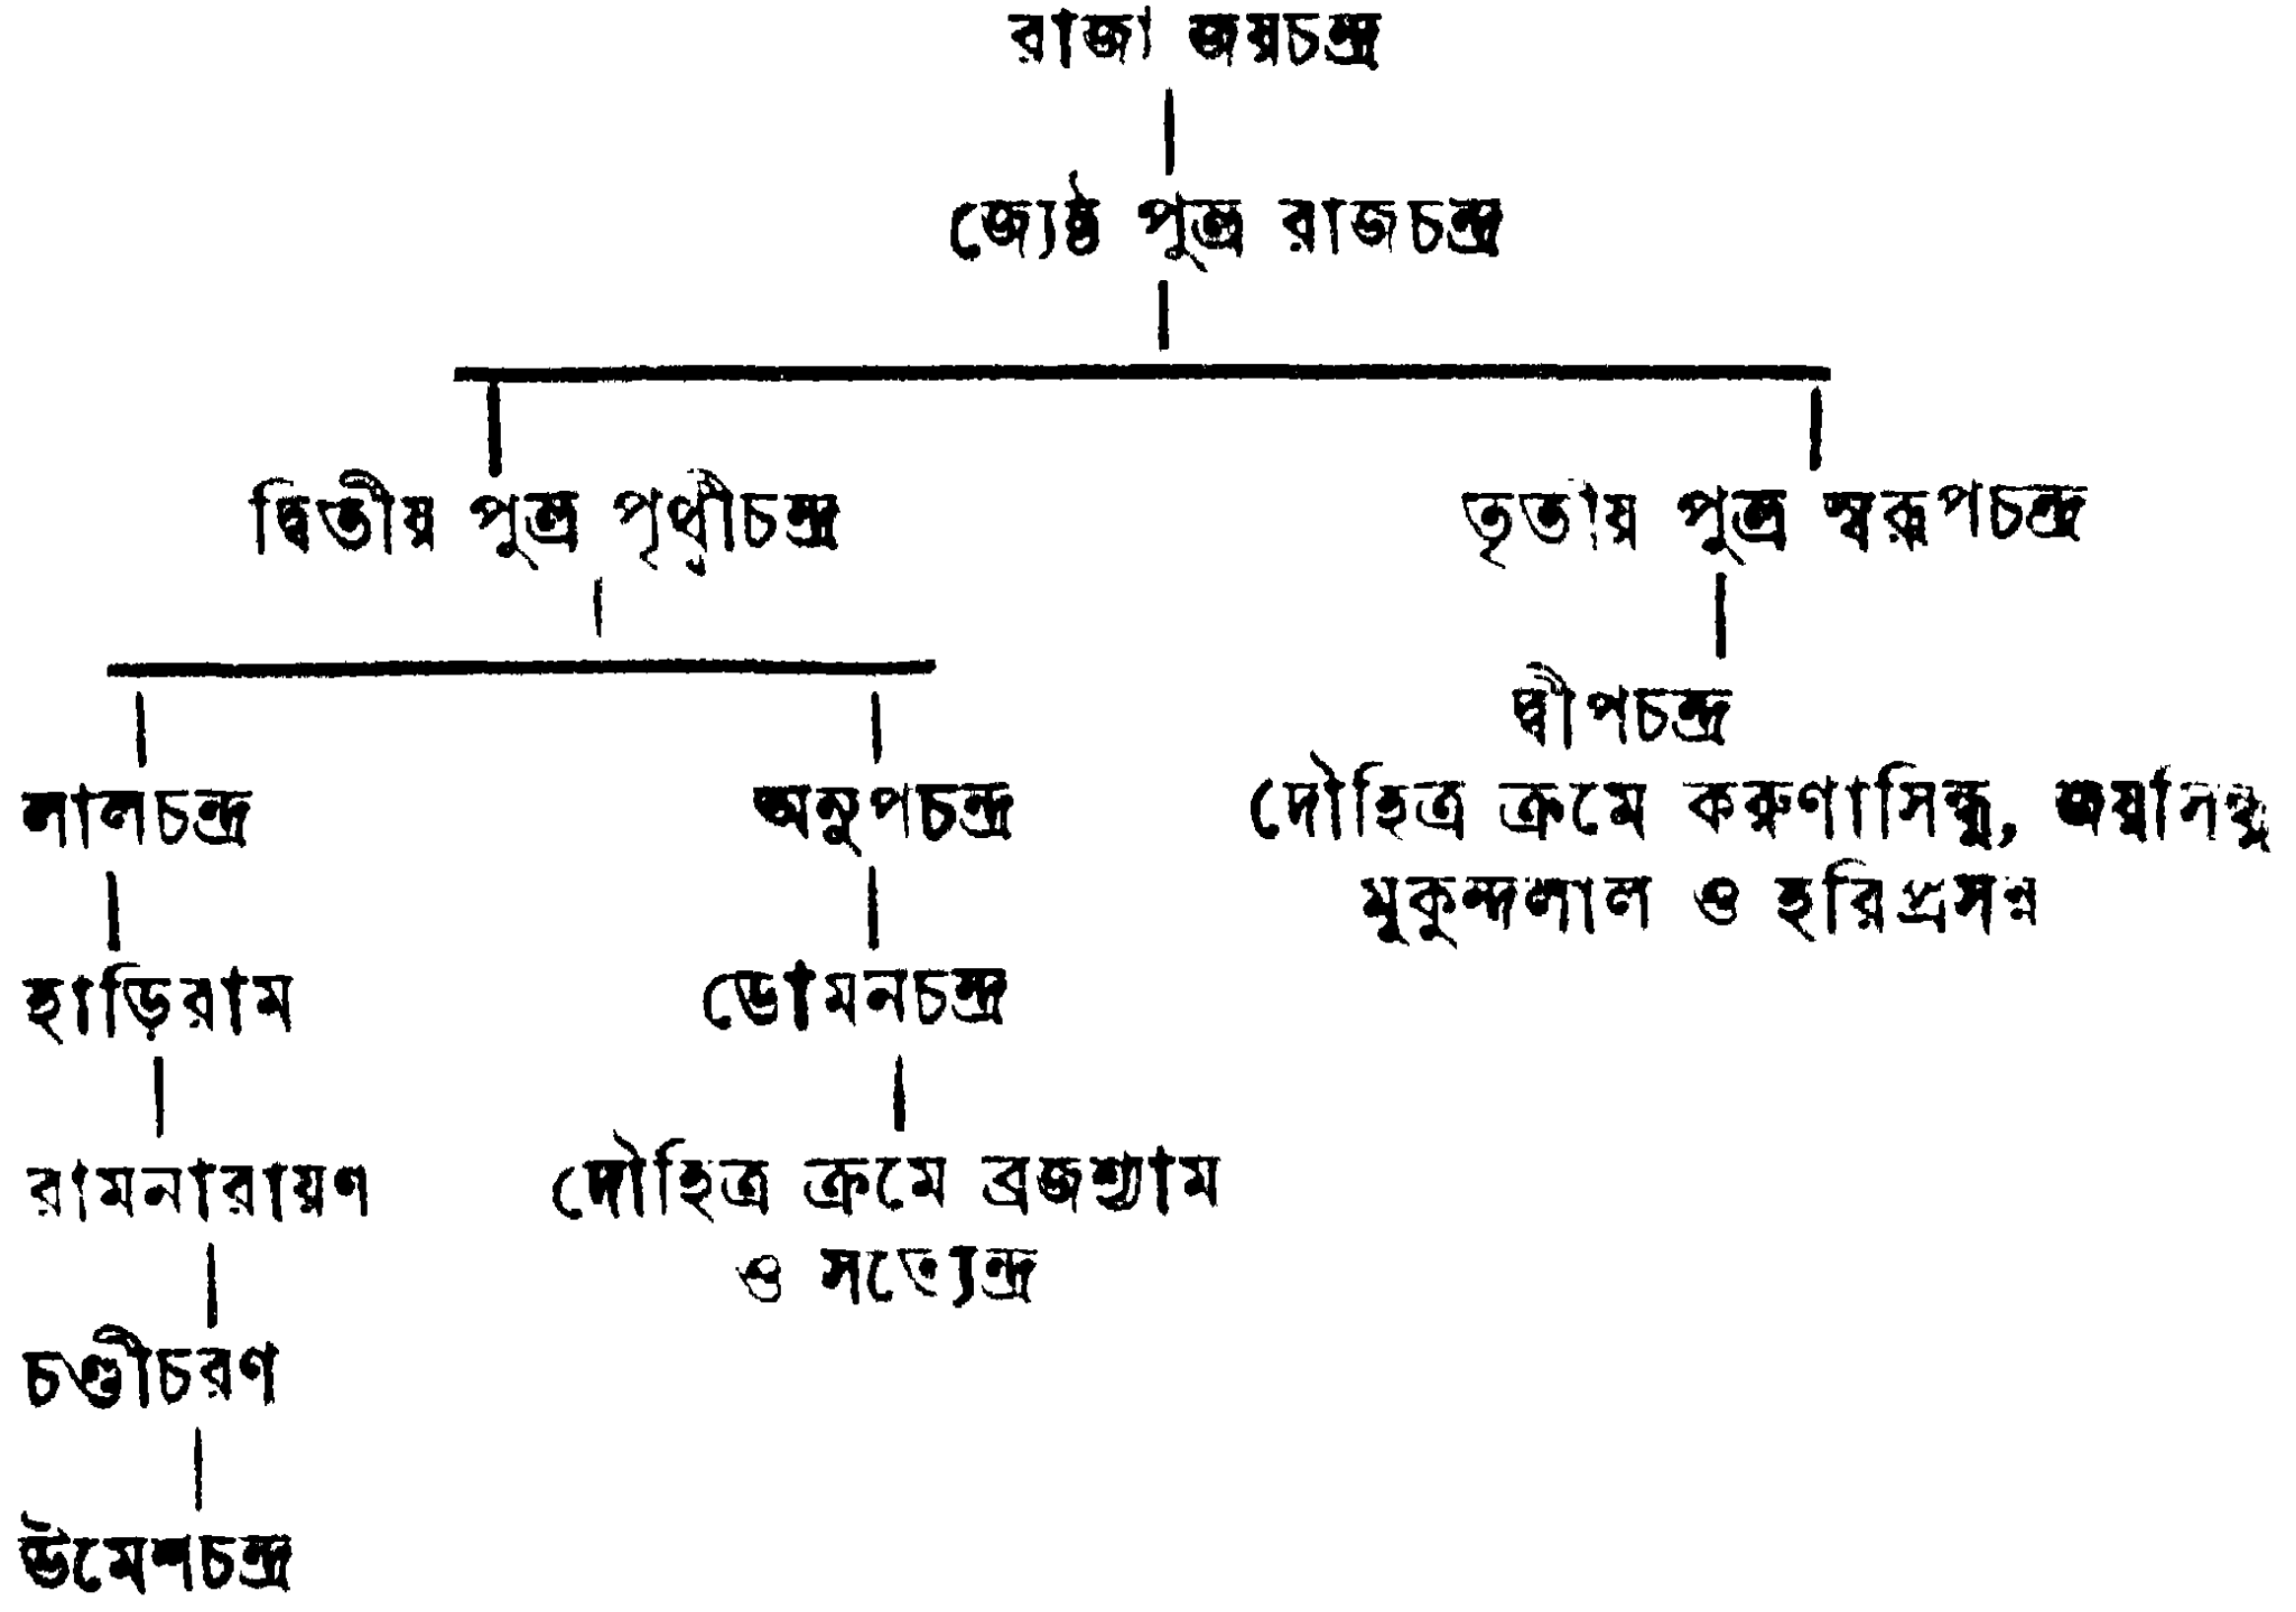 রাজা জয়চন্দ্র
জ্যেষ্ঠ পুত্র রাজচন্দ্র
দ্বিতীয় পুত্র পৃথ্বীচন্দ্র
তৃতীয় পুত্র স্বরূপচন্দ্র
দ্বীপচন্দ্র
লালচন্দ্র
অনুপচন্দ্র
দৌহিত্র ক্রমে করুণাসিন্ধু, জয়সিন্ধু
মুকুন্দলাল ও হরিপ্রসন্ন
হাড়িরাম
ডোমনচন্দ্র
রামনারায়ণ
দৌহিত্র ক্রমে ব্রজশ্যাম
ও সত্যেন্দ্র
চণ্ডীচরণ
উমেশচন্দ্র